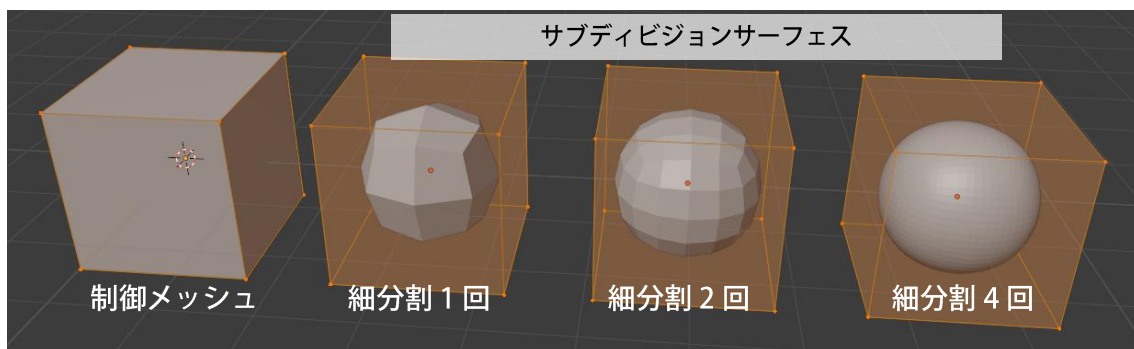 サブディビジョンサーフェス
制御メッシュ
細分割 1 回
細分割 2 回
細分割 4 回